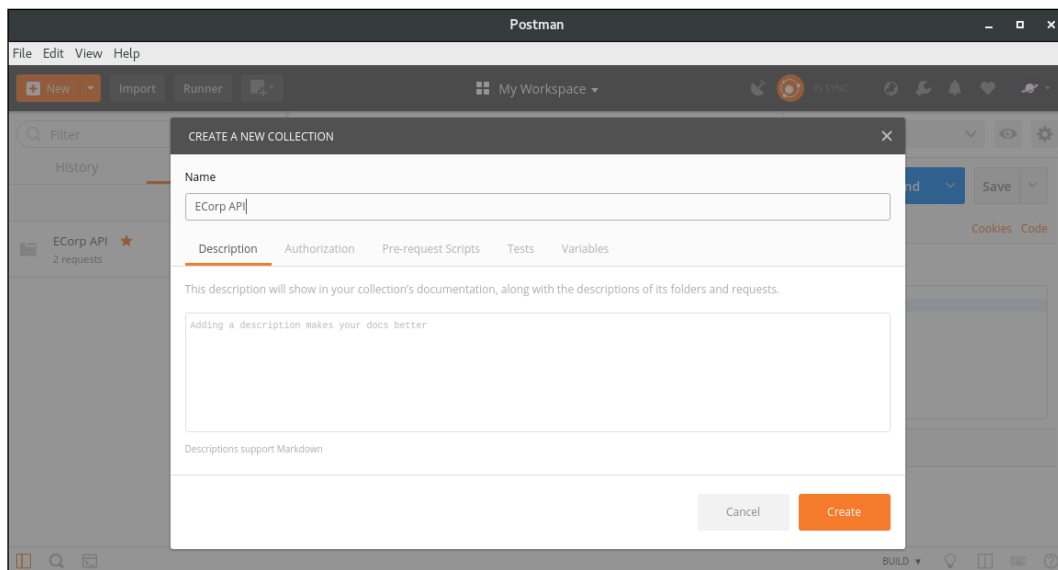 Postman
File Edit View Help
New Import Runner My Workspace IN SYNC
Filter
CREATE A NEW COLLECTION
History
Name
nd Save
ECorp API
Cookies Code
ECorp API
2 requests
Description Authorization Pre-request Scripts Tests Variables
This description will show in your collection's documentation, along with the descriptions of its folders and requests.
Adding a description makes your docs better
Descriptions support Markdown
Cancel Create
BUILD